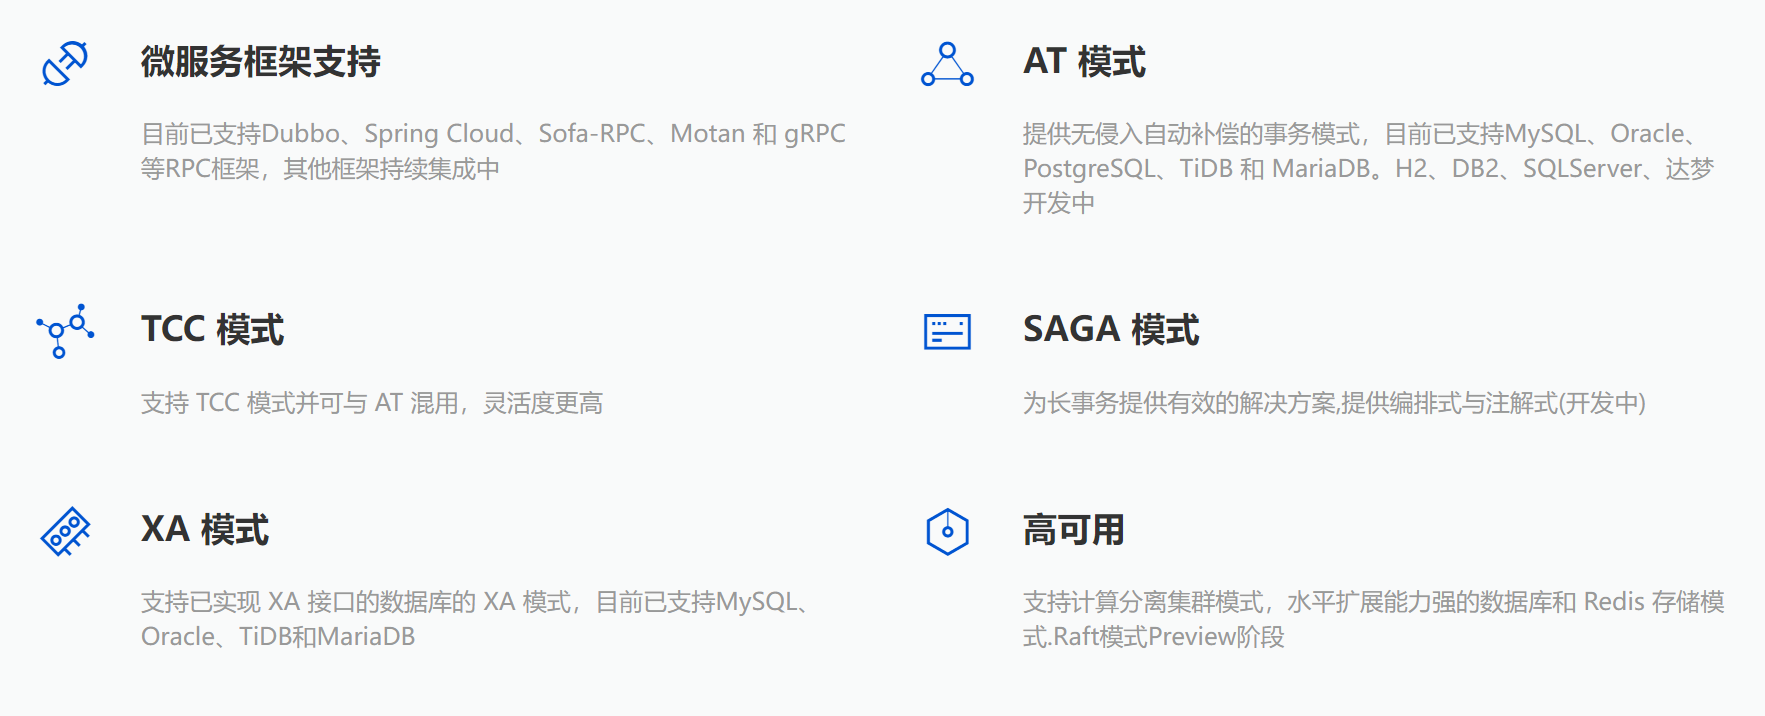 微服务框架支持
目前已支持Dubbo、Spring Cloud、Sofa-RPC、Motan 和 gRPC
等RPC框架，其他框架持续集成中
AT 模式
提供无侵入自动补偿的事务模式，目前已支持MySQL、Oracle、
PostgreSQL、TiDB 和 MariaDB。H2、DB2、SQLServer、达梦
开发中
TCC 模式
支持 TCC 模式并可与 AT 混用，灵活度更高
SAGA 模式
为长事务提供有效的解决方案,提供编排式与注解式(开发中)
XA 模式
支持已实现 XA 接口的数据库的 XA 模式，目前已支持MySQL、
Oracle、TiDB和MariaDB
高可用
支持计算分离集群模式，水平扩展能力强的数据库和 Redis 存储模
式.Raft模式Preview阶段